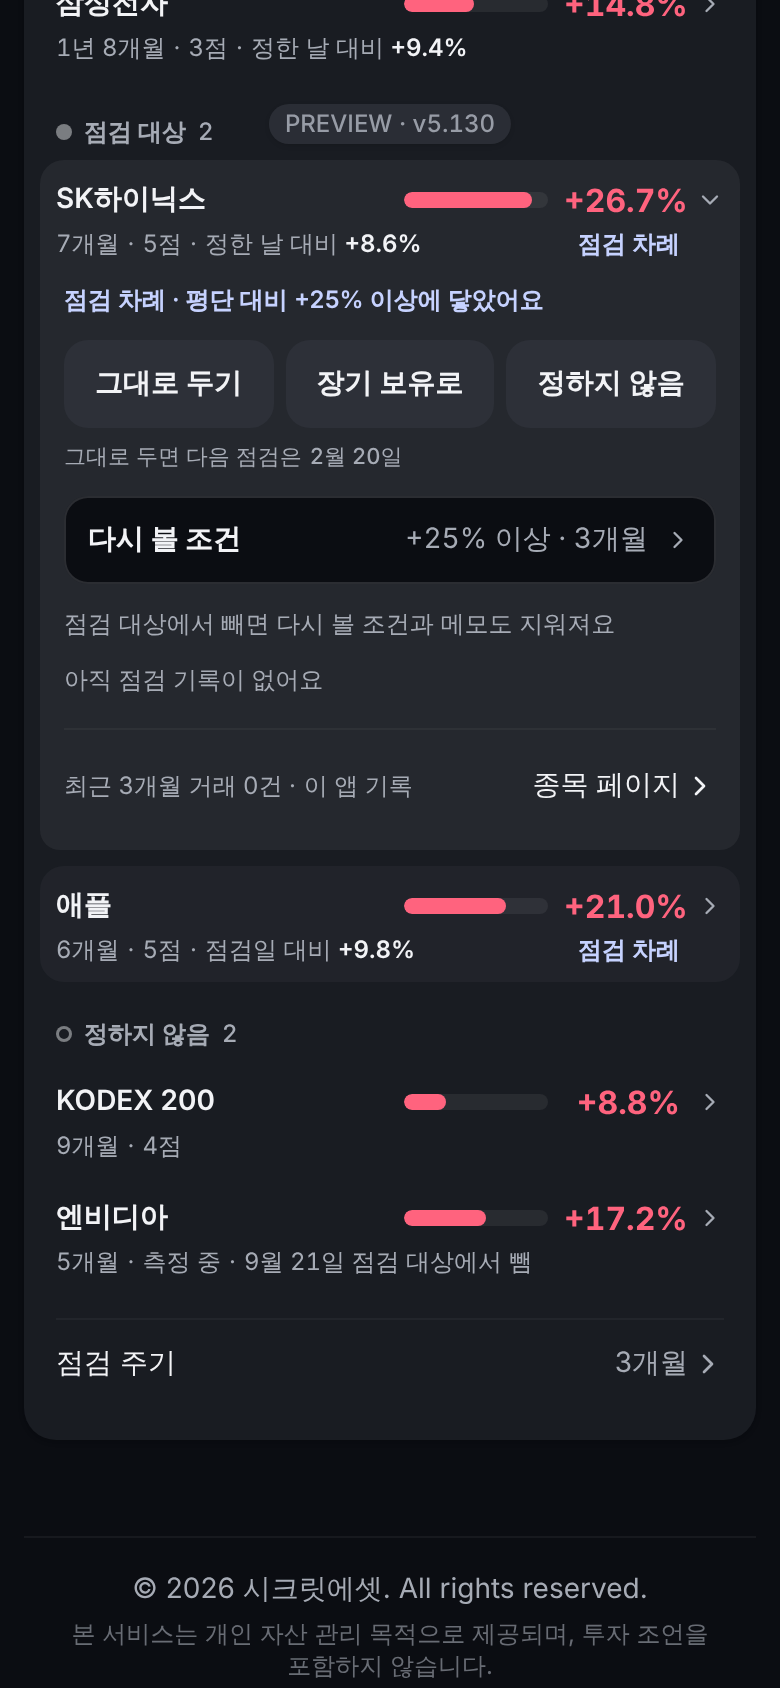 삼성전자 +14.8%
1년 8개월 · 3점 · 정한 날 대비 +9.4%
점검 대상 2
PREVIEW · v5.130
SK하이닉스 +26.7%
7개월 · 5점 · 정한 날 대비 +8.6% 점검 차례
점검 차례 · 평단 대비 +25% 이상에 닿았어요
그대로 두기 장기 보유로 정하지 않음
그대로 두면 다음 점검은 2월 20일
다시 볼 조건 +25% 이상 · 3개월
점검 대상에서 빼면 다시 볼 조건과 메모도 지워져요
아직 점검 기록이 없어요
최근 3개월 거래 0건 · 이 앱 기록 종목 페이지
애플 +21.0%
6개월 · 5점 · 점검일 대비 +9.8% 점검 차례
정하지 않음 2
KODEX 200 +8.8%
9개월 · 4점
엔비디아 +17.2%
5개월 · 측정 중 · 9월 21일 점검 대상에서 뺌
점검 주기 3개월
© 2026 시크릿에셋. All rights reserved.
본 서비스는 개인 자산 관리 목적으로 제공되며, 투자 조언을
포함하지 않습니다.